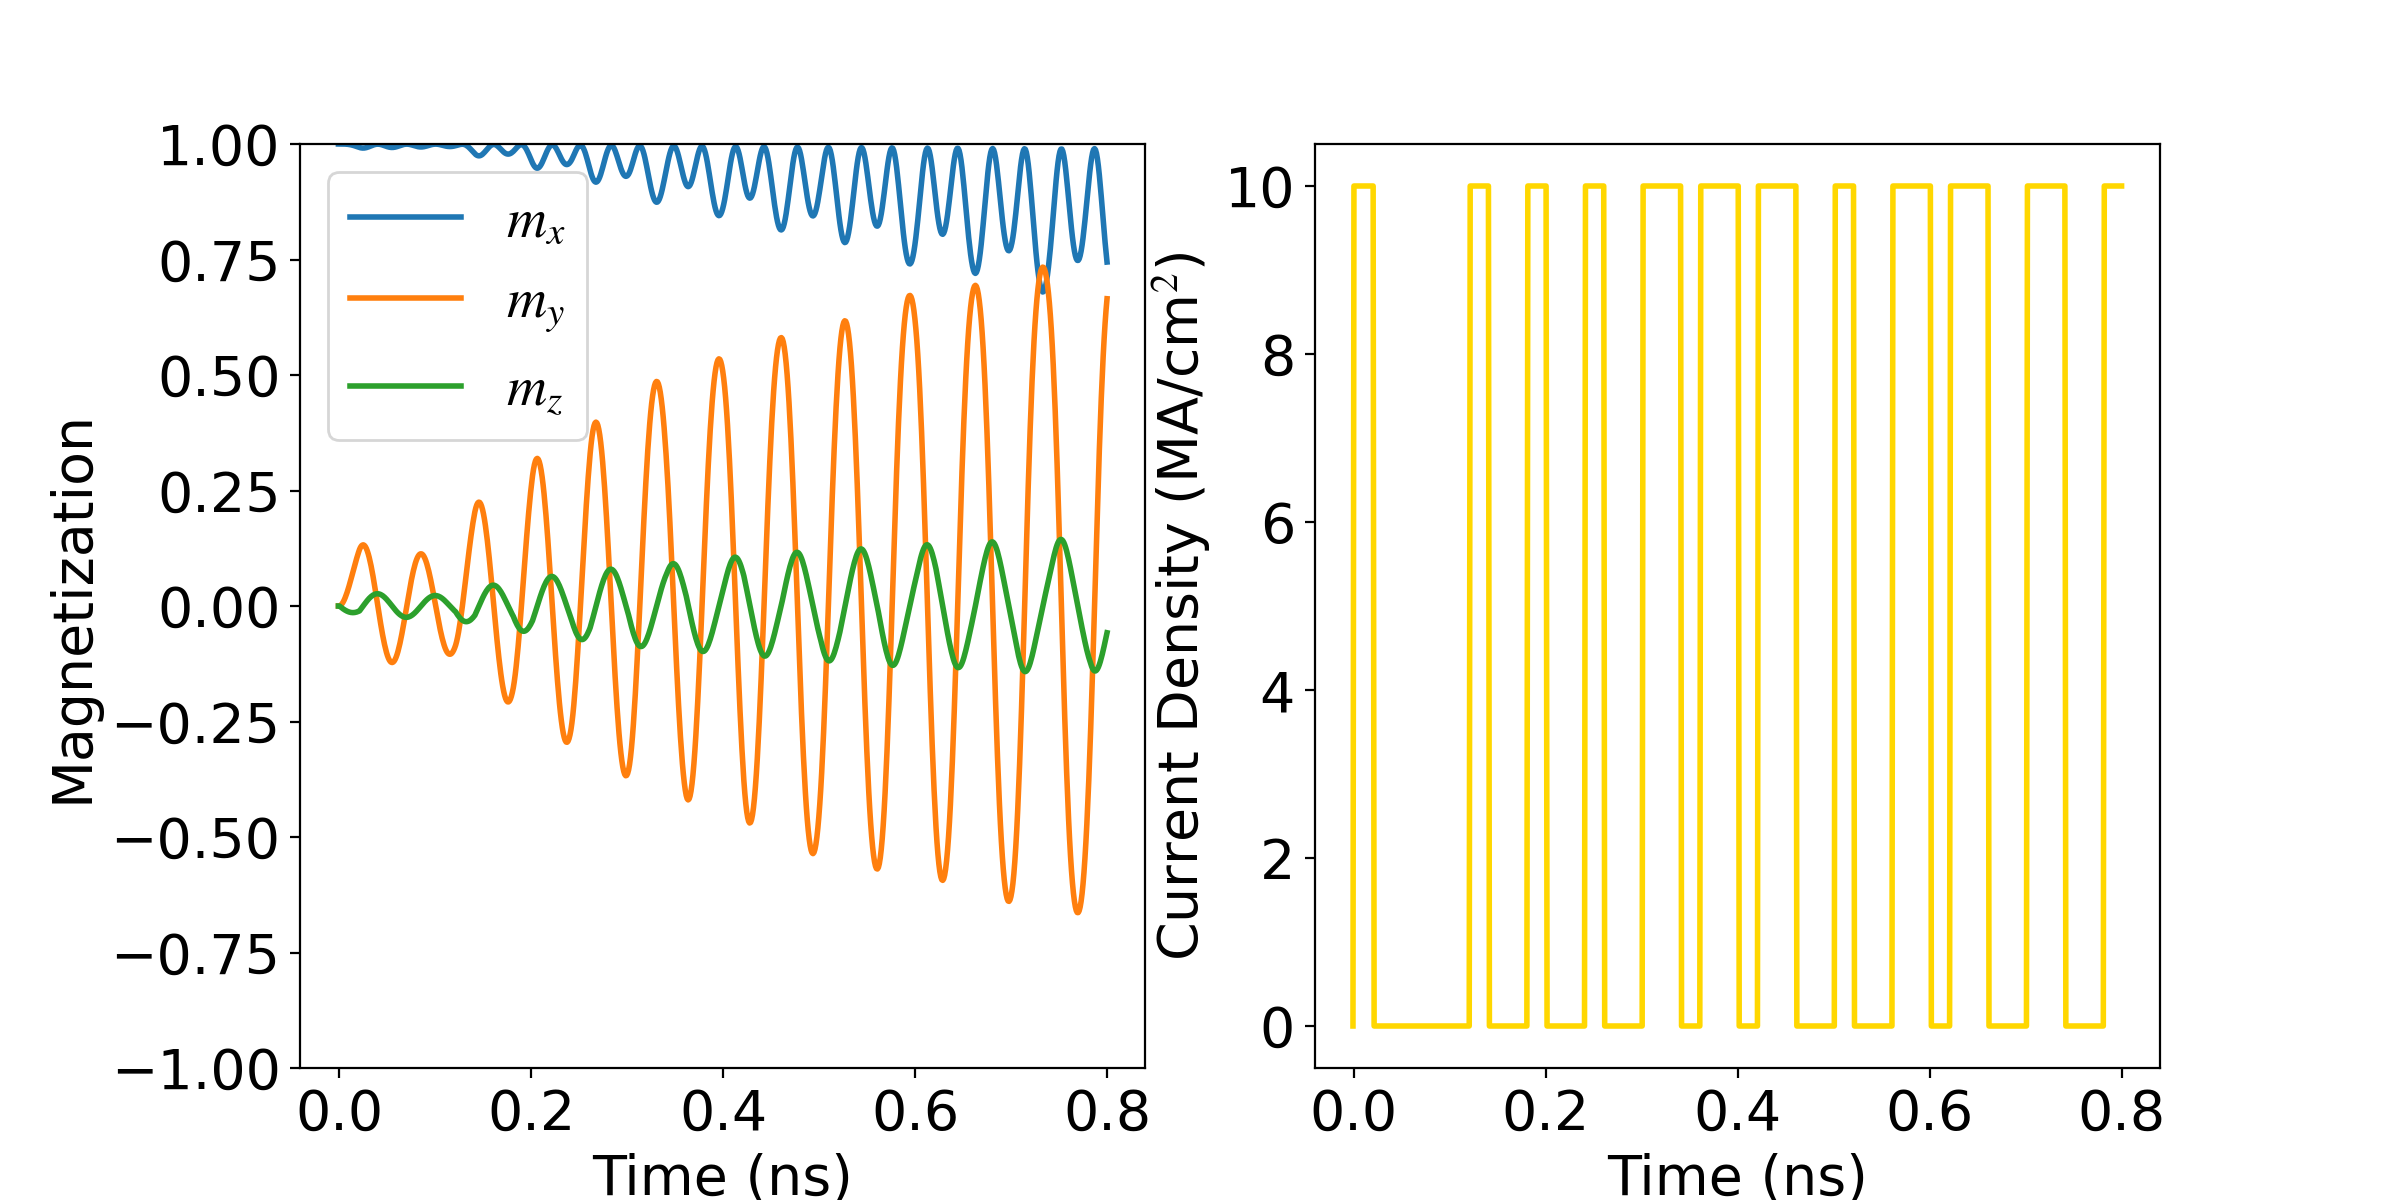 Magnetization
1.00
0.75
0.50
0.25
0.00
−0.25
−0.50
−0.75
−1.00
0.0 0.2 0.4 0.6 0.8
Time (ns)
m_x
m_y
m_z
Current Density (MA/cm²)
10
8
6
4
2
0
0.0 0.2 0.4 0.6 0.8
Time (ns)